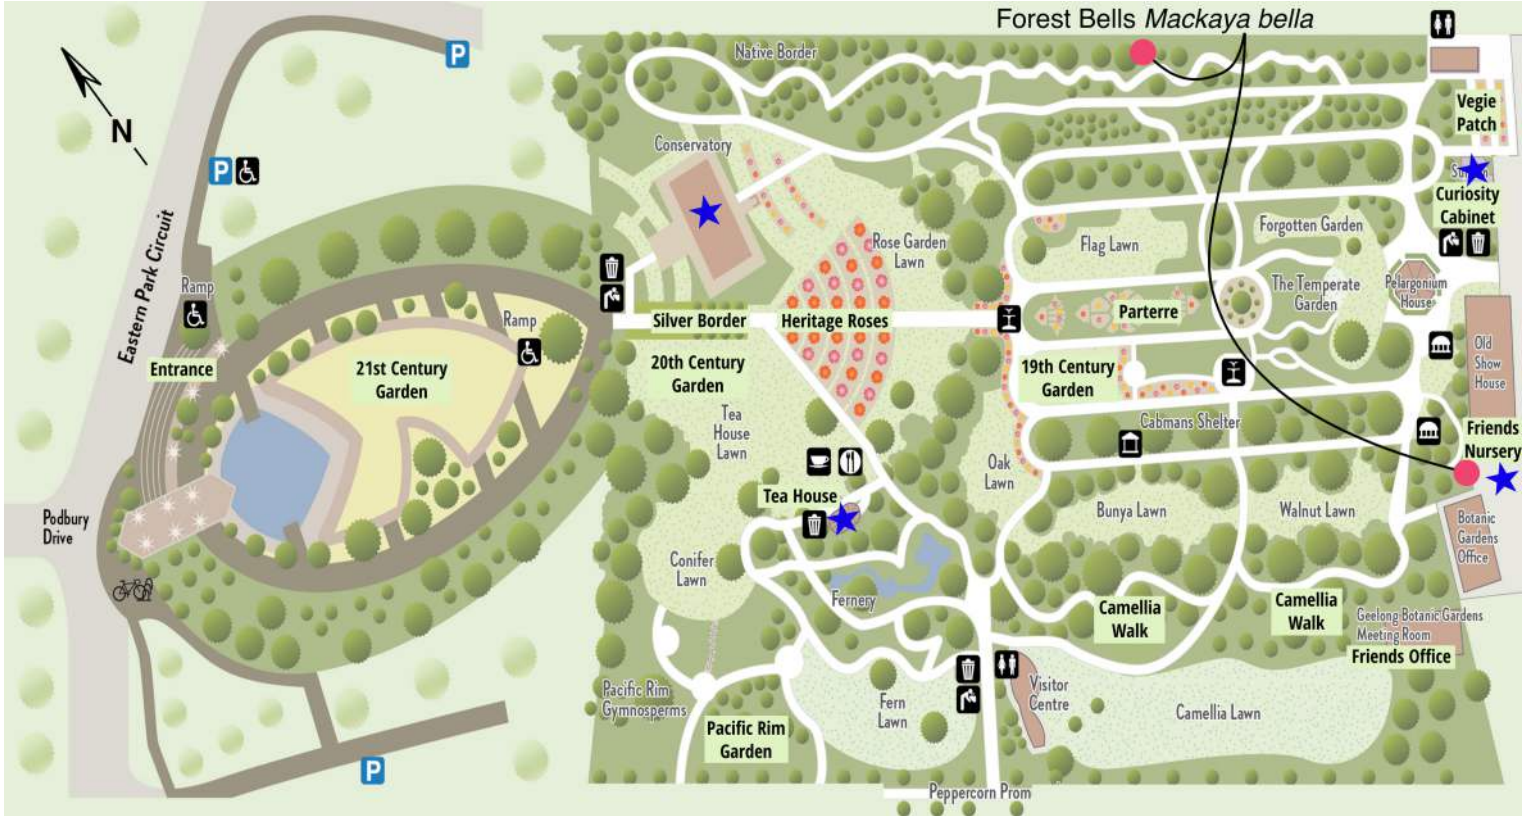 Forest Bells Mackaya bella
Native Border
P
N
Vegie
Patch
Conservatory
P
Curiosity
Cabinet
Eastern Park Circuit
Rose Garden
Lawn
Flag Lawn
Forgotten Garden
Ramp
The Temperate
Garden
Pelargonium
House
Ramp
Silver Border
Heritage Roses
Parterre
Entrance
21st Century
Garden
20th Century
Garden
19th Century
Garden
Old
Show
House
Tea
House
Lawn
Cabmans Shelter
Friends
Nursery
Oak
Lawn
Tea House
Bunya Lawn
Walnut Lawn
Podbury
Drive
Botanic
Gardens
Office
Conifer
Lawn
Fernery
Camellia
Walk
Camellia
Walk
Geelong Botanic Gardens
Meeting Room
Friends Office
Pacific Rim
Gymnosperms
Fern
Lawn
Visitor
Centre
Camellia Lawn
Pacific Rim
Garden
P
Peppercorn Prom